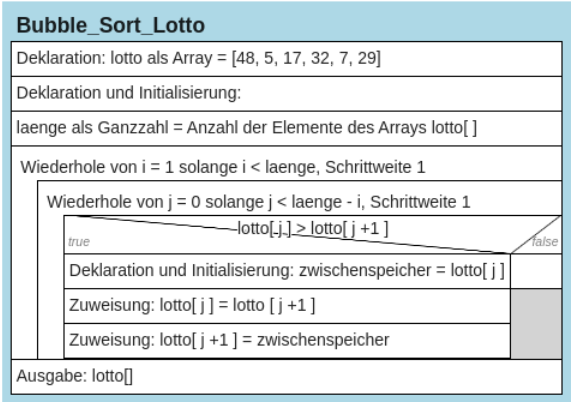 Bubble_Sort_Lotto
Deklaration: lotto als Array = [48, 5, 17, 32, 7, 29]
Deklaration und Initialisierung:
laenge als Ganzzahl = Anzahl der Elemente des Arrays lotto[ ]
Wiederhole von i = 1 solange i < laenge, Schrittweite 1
Wiederhole von j = 0 solange j < laenge - i, Schrittweite 1
lotto[ j ] > lotto[ j +1 ]
true
false
Deklaration und Initialisierung: zwischenspeicher = lotto[ j ]
Zuweisung: lotto[ j ] = lotto [ j +1 ]
Zuweisung: lotto[ j +1 ] = zwischenspeicher
Ausgabe: lotto[]